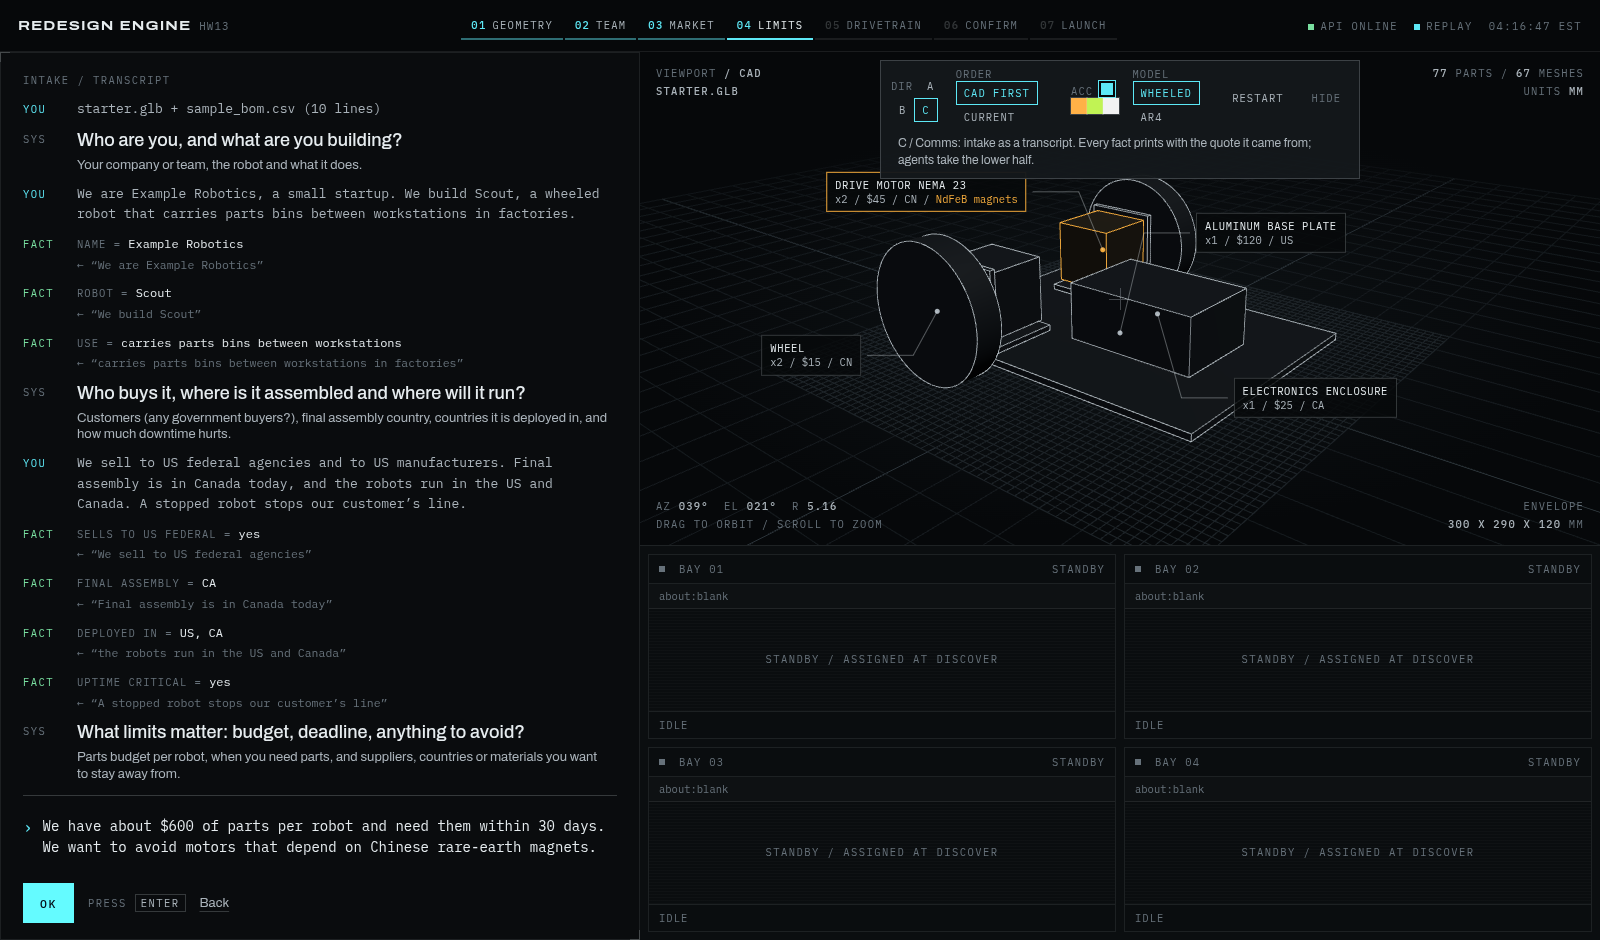 REDESIGN ENGINE HW13
01 GEOMETRY 02 TEAM 03 MARKET 04 LIMITS 05 DRIVETRAIN 06 CONFIRM 07 LAUNCH
API ONLINE REPLAY 04:16:47 EST
INTAKE / TRANSCRIPT
YOU starter.glb + sample_bom.csv (10 lines)
SYS Who are you, and what are you building?
Your company or team, the robot and what it does.
YOU We are Example Robotics, a small startup. We build Scout, a wheeled
robot that carries parts bins between workstations in factories.
FACT NAME = Example Robotics
← “We are Example Robotics”
FACT ROBOT = Scout
← “We build Scout”
FACT USE = carries parts bins between workstations
← “carries parts bins between workstations in factories”
SYS Who buys it, where is it assembled and where will it run?
Customers (any government buyers?), final assembly country, countries it is deployed in, and
how much downtime hurts.
YOU We sell to US federal agencies and to US manufacturers. Final
assembly is in Canada today, and the robots run in the US and
Canada. A stopped robot stops our customer’s line.
FACT SELLS TO US FEDERAL = yes
← “We sell to US federal agencies”
FACT FINAL ASSEMBLY = CA
← “Final assembly is in Canada today”
FACT DEPLOYED IN = US, CA
← “the robots run in the US and Canada”
FACT UPTIME CRITICAL = yes
← “A stopped robot stops our customer’s line”
SYS What limits matter: budget, deadline, anything to avoid?
Parts budget per robot, when you need parts, and suppliers, countries or materials you want
to stay away from.
› We have about $600 of parts per robot and need them within 30 days.
We want to avoid motors that depend on Chinese rare-earth magnets.
OK PRESS ENTER Back
VIEWPORT / CAD
STARTER.GLB
DIR A
B C
ORDER
CAD FIRST
CURRENT
ACC
MODEL
WHEELED
AR4
RESTART HIDE
C / Comms: intake as a transcript. Every fact prints with the quote it came from;
agents take the lower half.
77 PARTS / 67 MESHES
UNITS MM
DRIVE MOTOR NEMA 23
x2 / $45 / CN / NdFeB magnets
ALUMINUM BASE PLATE
x1 / $120 / US
WHEEL
x2 / $15 / CN
ELECTRONICS ENCLOSURE
x1 / $25 / CA
AZ 039° EL 021° R 5.16
DRAG TO ORBIT / SCROLL TO ZOOM
ENVELOPE
300 X 290 X 120 MM
BAY 01 STANDBY
about:blank
STANDBY / ASSIGNED AT DISCOVER
IDLE
BAY 02 STANDBY
about:blank
STANDBY / ASSIGNED AT DISCOVER
IDLE
BAY 03 STANDBY
about:blank
STANDBY / ASSIGNED AT DISCOVER
IDLE
BAY 04 STANDBY
about:blank
STANDBY / ASSIGNED AT DISCOVER
IDLE